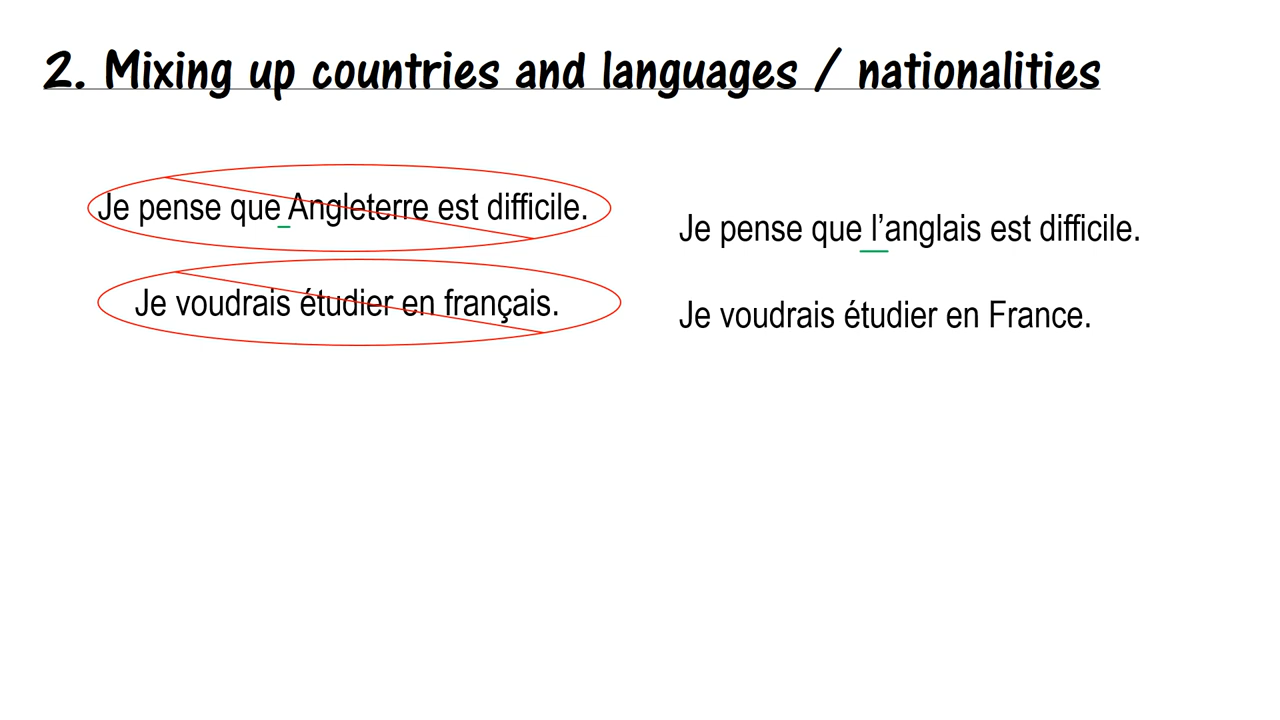 2. Mixing up countries and languages / nationalities
Je pense que Angleterre est difficile.
Je voudrais étudier en français.
Je pense que l’anglais est difficile.
Je voudrais étudier en France.